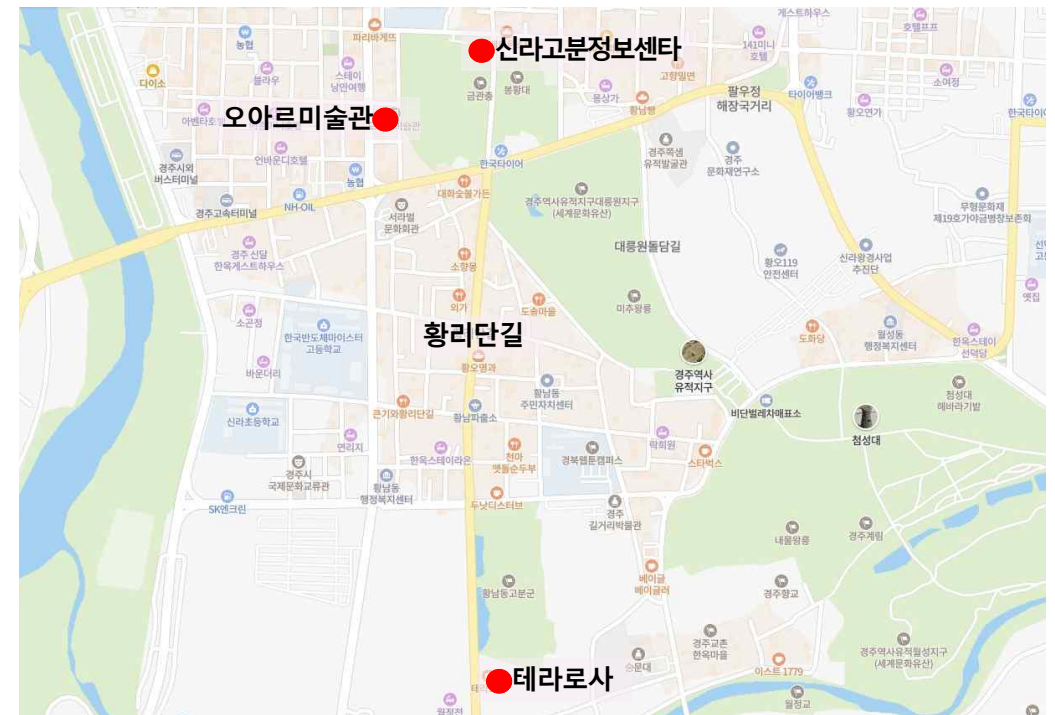 게스트하우스
호텔프프
파리바게뜨
신라고분정보센타
농협
141미니
호텔
다이소
블라우
스테이
낭만여행
금관총
봉황대
고향밀면
소여정
팔우정
해장국거리
타이어뱅크
몽상가
황남빵
한국타이어
아벤타호
오아르미술관
황오연가
인바운디호텔
한국타이어
경주쪽샘
유적발굴관
경주
문화재연구소
경주시외
버스터미널
농협
대화숯불가든
경주역사유적지구대릉원지구
(세계문화유산)
무형문화재
제19호가야금병창보존회
경주고속터미널
NH-OIL
서라벌
문화회관
대릉원돌담길
경주 신달
한옥게스트하우스
소향몽
황오119
안전센터
신라왕경사업
추진단
옛집
외가
도솔마을
미추왕릉
소곤정
한국반도체마이스터
고등학교
황리단길
도화당
월성동
행정복지센터
한옥스테이
선덕당
바운더리
황오명과
경주역사
유적지구
황남동
주민자치센터
첨성대
해바라기밭
신라초등학교
큰기와황리단길
황남파출소
비단벌레차매표소
첨성대
연리지
한옥스테이라온
천마
맷돌순두부
경북웹툰캠퍼스
락희원
스타벅스
경주시
국제문화교류관
황남동
행정복지센터
SK엔크린
두낫디스터브
경주
길거리박물관
내물왕릉
경주계림
베이글
베이글러
황남동고분군
경주향교
경주교촌
한옥마을
숭문대
경주역사유적월성지구
(세계문화유산)
이스트 1779
테라로사
월정교
월정전